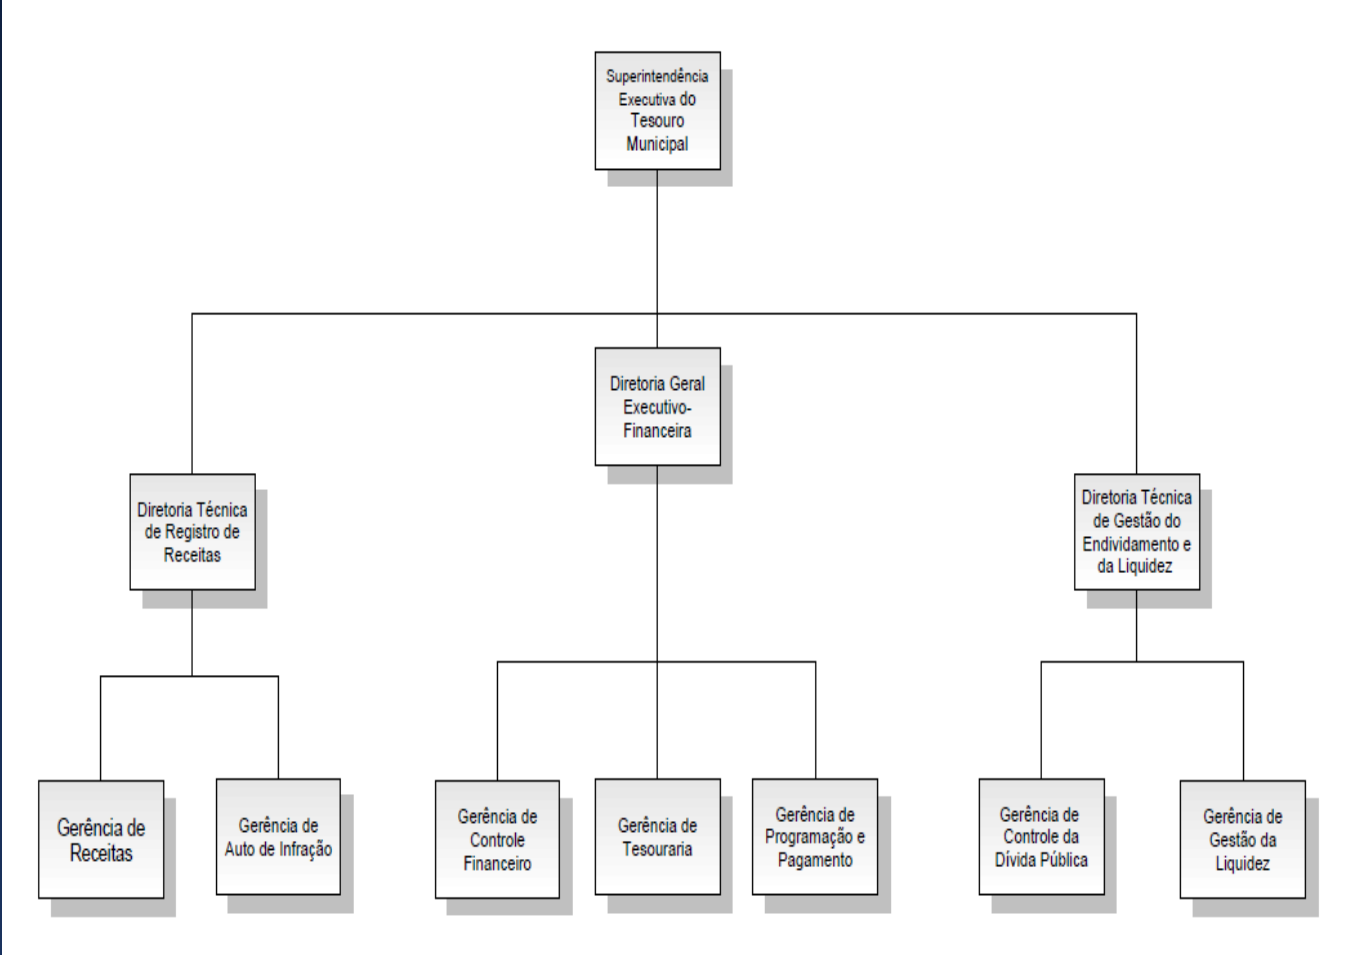 Superintendência
Executiva do
Tesouro
Municipal
Diretoria Geral
Executivo-
Financeira
Diretoria Técnica
de Registro de
Receitas
Diretoria Técnica
de Gestão do
Endividamento e
da Liquidez
Gerência de
Receitas
Gerência de
Auto de Infração
Gerência de
Controle
Financeiro
Gerência de
Tesouraria
Gerência de
Programação e
Pagamento
Gerência de
Controle da
Dívida Pública
Gerência de
Gestão da
Liquidez